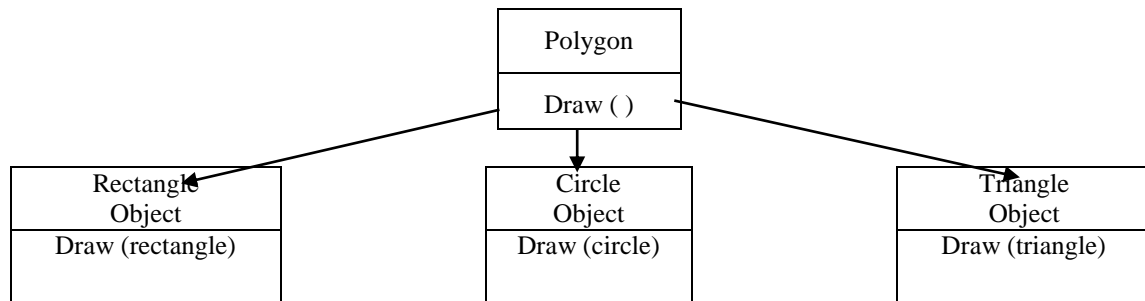 Polygon
Draw ( )
Rectangle
Object
Draw (rectangle)
Circle
Object
Draw (circle)
Triangle
Object
Draw (triangle)